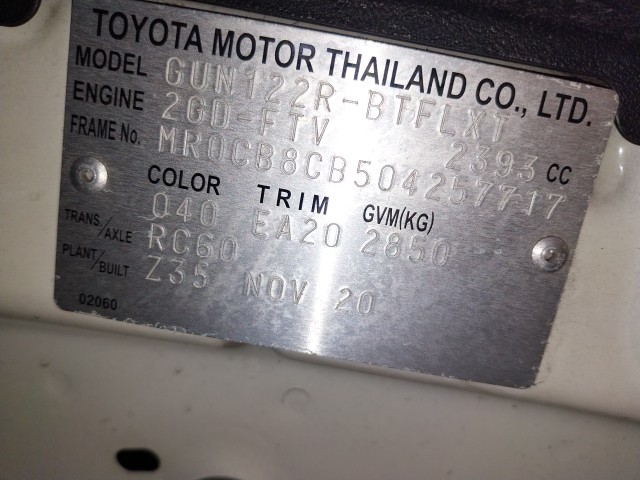 TOYOTA MOTOR THAILAND CO., LTD.
MODEL GUN122R-BTFLXT
ENGINE 2GD-FTV 2393 CC
FRAME No. MR0CB8CB504257717
COLOR TRIM GVM(KG)
040 EA20 2850
TRANS/AXLE RC60
PLANT/BUILT Z35 NOV 20
02060